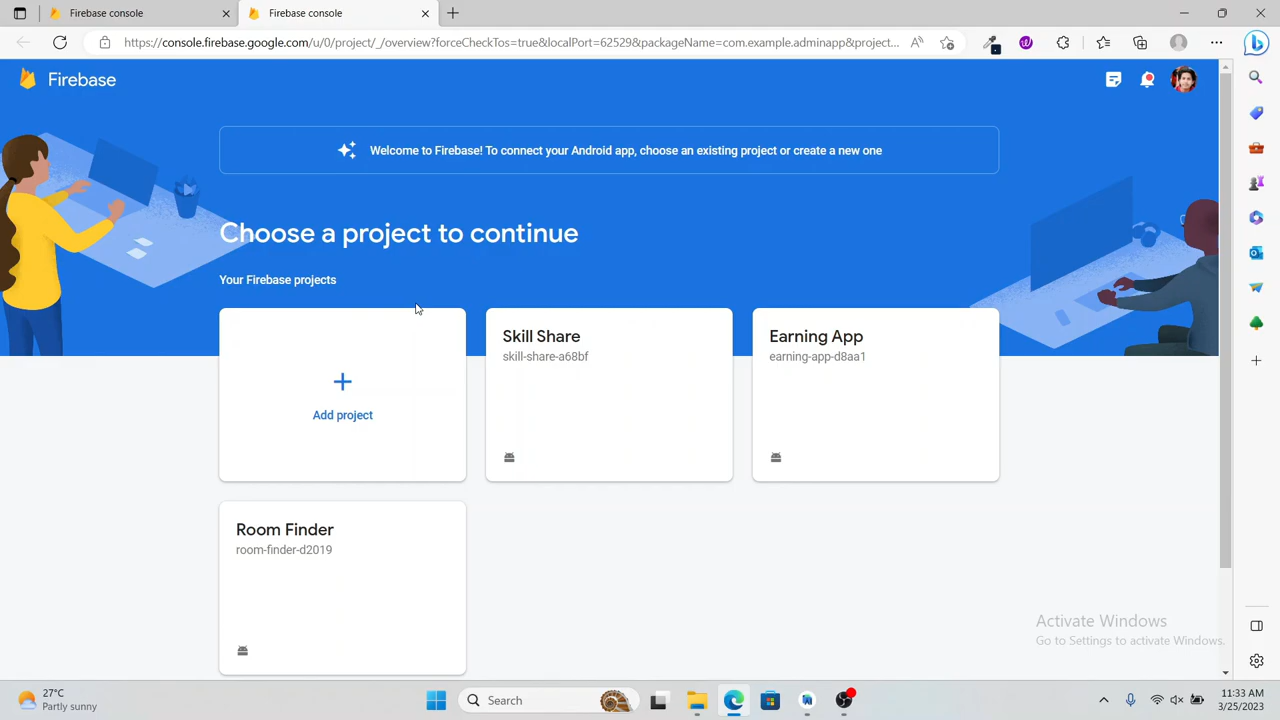 Firebase console
Firebase console
https://console.firebase.google.com/u/0/project/_/overview?forceCheckTos=true&localPort=62529&packageName=com.example.adminapp&project...
Firebase
Welcome to Firebase! To connect your Android app, choose an existing project or create a new one
Choose a project to continue
Your Firebase projects
Add project
Skill Share
skill-share-a68bf
Earning App
earning-app-d8aa1
Room Finder
room-finder-d2019
Activate Windows
Go to Settings to activate Windows.
27°C
Partly sunny
Search
11:33 AM
3/25/2023